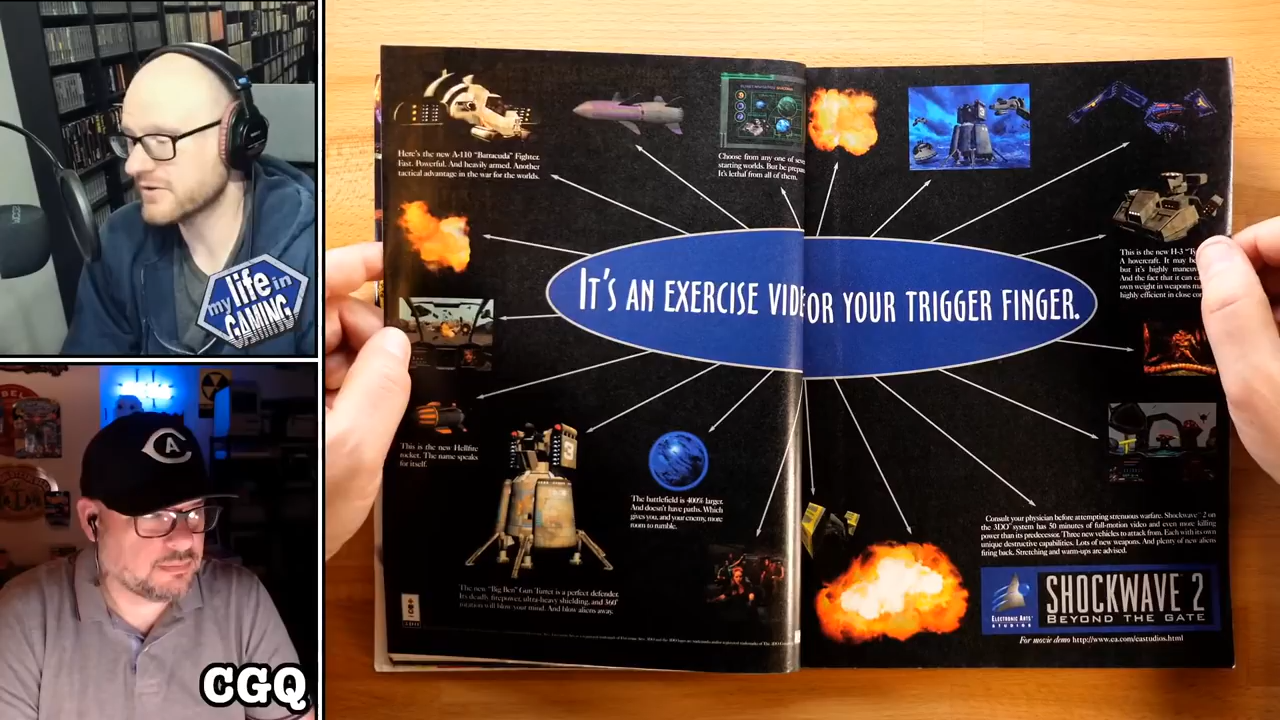 my
life in
GAMING
A
CGQ
Here's the new A-110 "Barracuda" Fighter.
Fast. Powerful. And heavily armed. Another
tactical advantage in the war for the worlds.
Choose from any one of
starting worlds. But be
It's lethal from all of them.
This is the new H-3
A hovercraft. It may
but it's highly
And the fact that it can
own weight in weapons
highly efficient in close
IT'S AN EXERCISE VID OR YOUR TRIGGER FINGER.
This is the new Hellfire
rocket. The name speaks
for itself.
3
The battlefield is 400% larger.
And doesn't have paths. Which
gives you, and your enemy, more
room to rumble.
The new "Big Ben" Gun Turret is a perfect defender.
Its deadly firepower, ultra-heavy shielding, and 360°
rotation will blow your mind. And blow aliens away.
3DO
Consult your physician before attempting strenuous warfare. Shockwave™ 2 on
the 3DO™ system has 50 minutes of full-motion video and even more killing
power than its predecessor. Three new vehicles to attack from. Each with its own
unique destructive capabilities. Lots of new weapons. And plenty of new aliens
firing back. Stretching and warm-ups are advised.
ELECTRONIC ARTS
STUDIOS
SHOCKWAVE 2
BEYOND THE GATE
For movie demo http://www.ea.com/eastudios.html